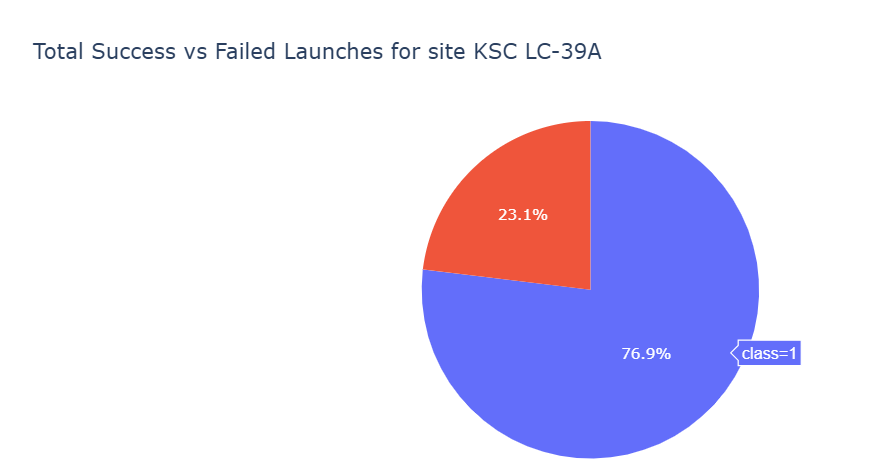 Total Success vs Failed Launches for site KSC LC-39A
23.1%
76.9%
class=1